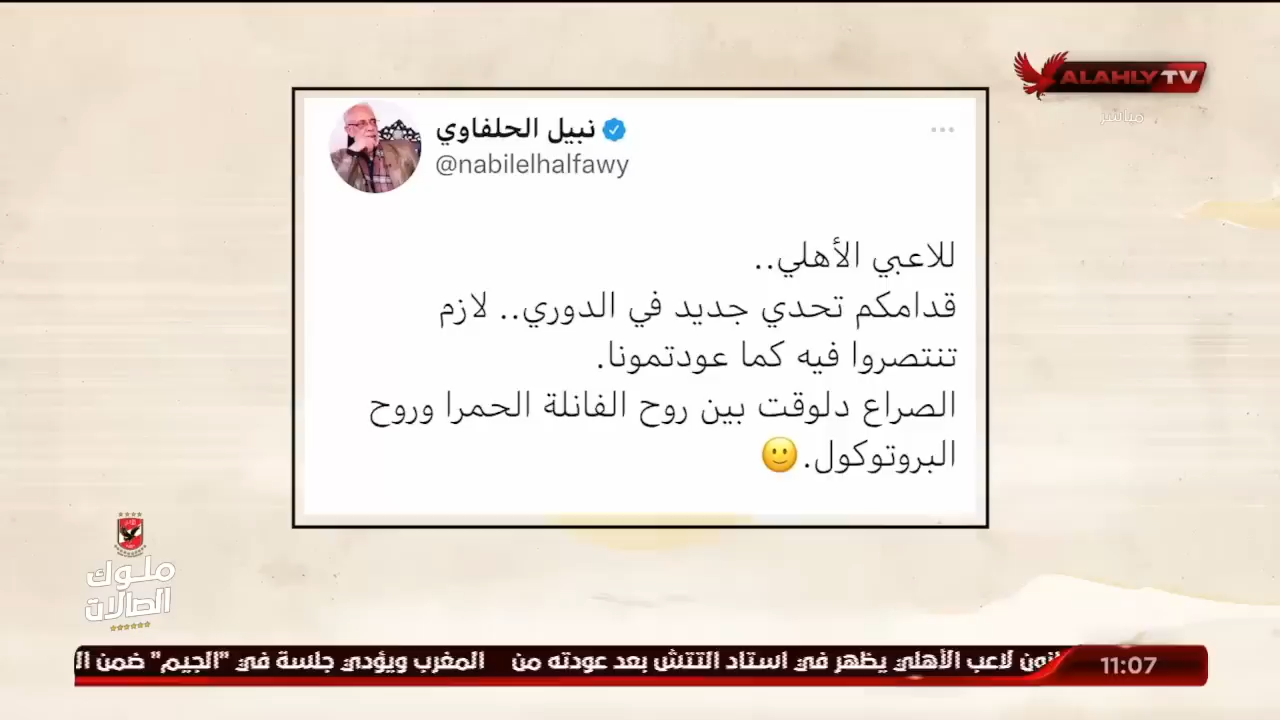 ALAHLY TV
مباشر
نبيل الحلفاوي
@nabilelhalfawy
للاعبي الأهلي..
قدامكم تحدي جديد في الدوري.. لازم
تنتصروا فيه كما عودتمونا.
الصراع دلوقت بين روح الفانلة الحمرا وروح
البروتوكول.🙂
ملوك
الصالات
لاعب الأهلي يظهر في استاد التتش بعد عودته من المغرب ويؤدي جلسة في "الجيم" ضمن
11:07